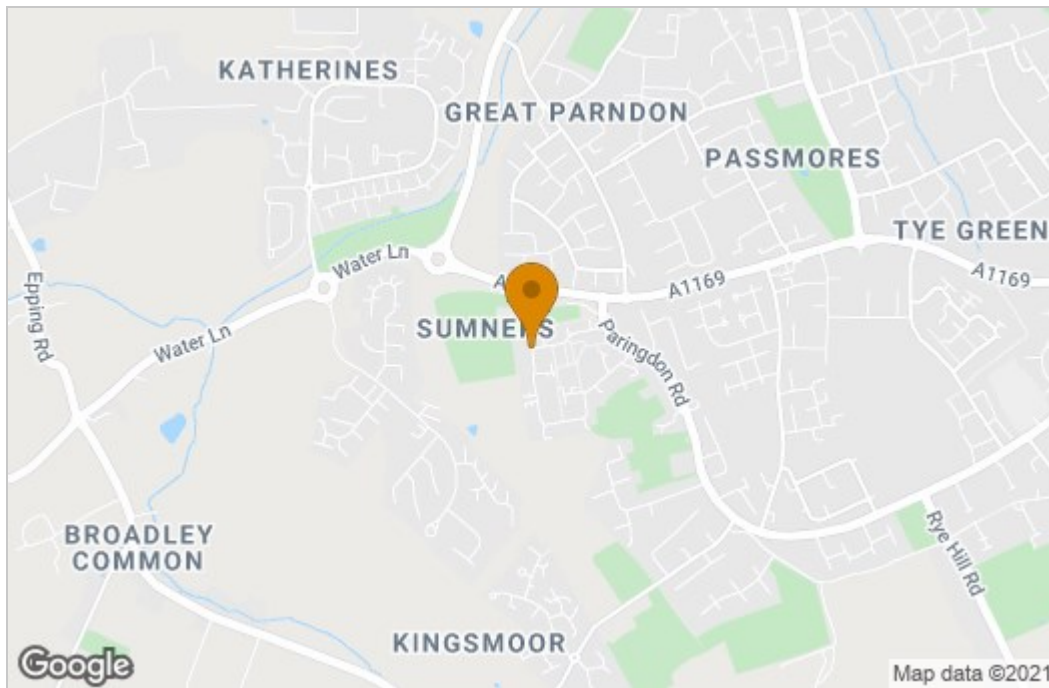 KATHERINES
GREAT PARNDON
PASSMORES
TYE GREEN
Water Ln
A1169
A1169
Epping Rd
Water Ln
SUMNERS
Paringdon Rd
BROADLEY
COMMON
Rye Hill Rd
KINGSMOOR
Google
Map data ©2021